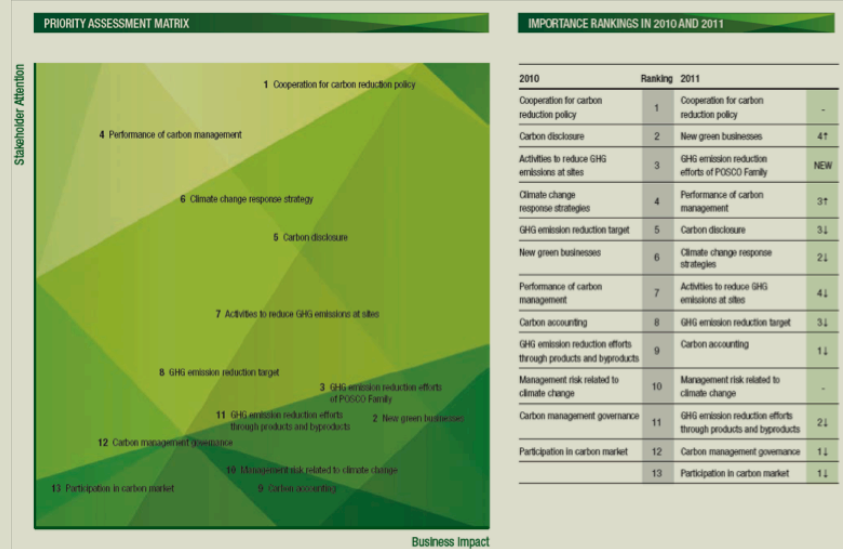 PRIORITY ASSESSMENT MATRIX
Stakeholder Attention
1 Cooperation for carbon reduction policy
4 Performance of carbon management
6 Climate change response strategy
5 Carbon disclosure
7 Activities to reduce GHG emissions at sites
8 GHG emission reduction target
3 GHG emission reduction efforts
of POSCO Family
11 GHG emission reduction efforts
through products and byproducts
2 New green businesses
12 Carbon management governance
10 Management risk related to climate change
13 Participation in carbon market
9 Carbon accounting
Business Impact
IMPORTANCE RANKINGS IN 2010 AND 2011
2010 Ranking 2011
Cooperation for carbon
reduction policy
1
Cooperation for carbon
reduction policy
-
Carbon disclosure 2 New green businesses 4↑
Activities to reduce GHG
emissions at sites
3
GHG emission reduction
efforts of POSCO Family
NEW
Climate change
response strategies
4
Performance of carbon
management
3↑
GHG emission reduction target 5 Carbon disclosure 3↓
New green businesses
6
Climate change response
strategies
2↓
Performance of carbon
management
7
Activities to reduce GHG
emissions at sites
4↓
Carbon accounting 8 GHG emission reduction target 3↓
GHG emission reduction efforts
through products and byproducts
9
Carbon accounting
1↓
Management risk related to
climate change
10
Management risk related to
climate change
-
Carbon management governance
11
GHG emission reduction efforts
through products and byproducts
2↓
Participation in carbon market 12 Carbon management governance 1↓
13 Participation in carbon market 1↓